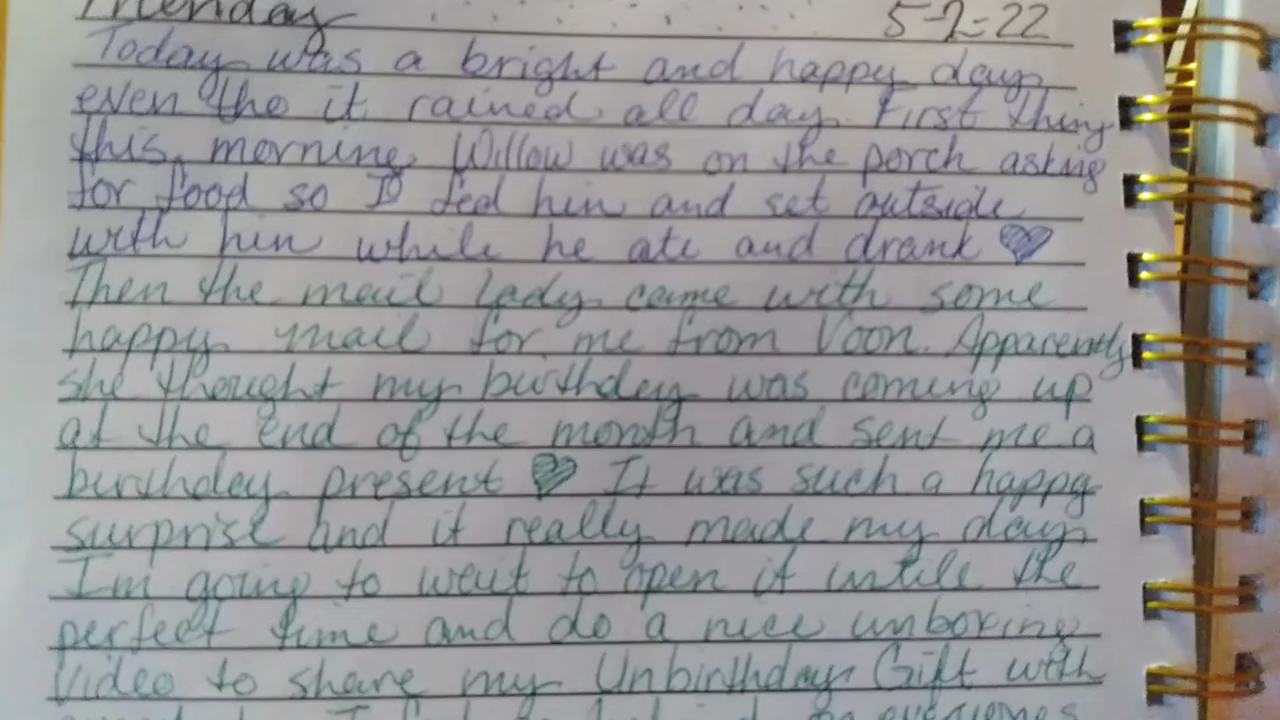 Monday 5-2-22
Today was a bright and happy day
even tho it rained all day. First thing
this morning Willow was on the porch asking
for food so I fed him and set outside
with him while he ate and drank
Then the mail lady came with some
happy mail for me from Voon. Apparently
she thought my birthday was coming up
at the end of the month and sent me a
birthday present It was such a happy
surprise and it really made my day.
Im going to wait to open it untill the
perfect time and do a nice unboxing
Video to share my Unbirthday Gift with